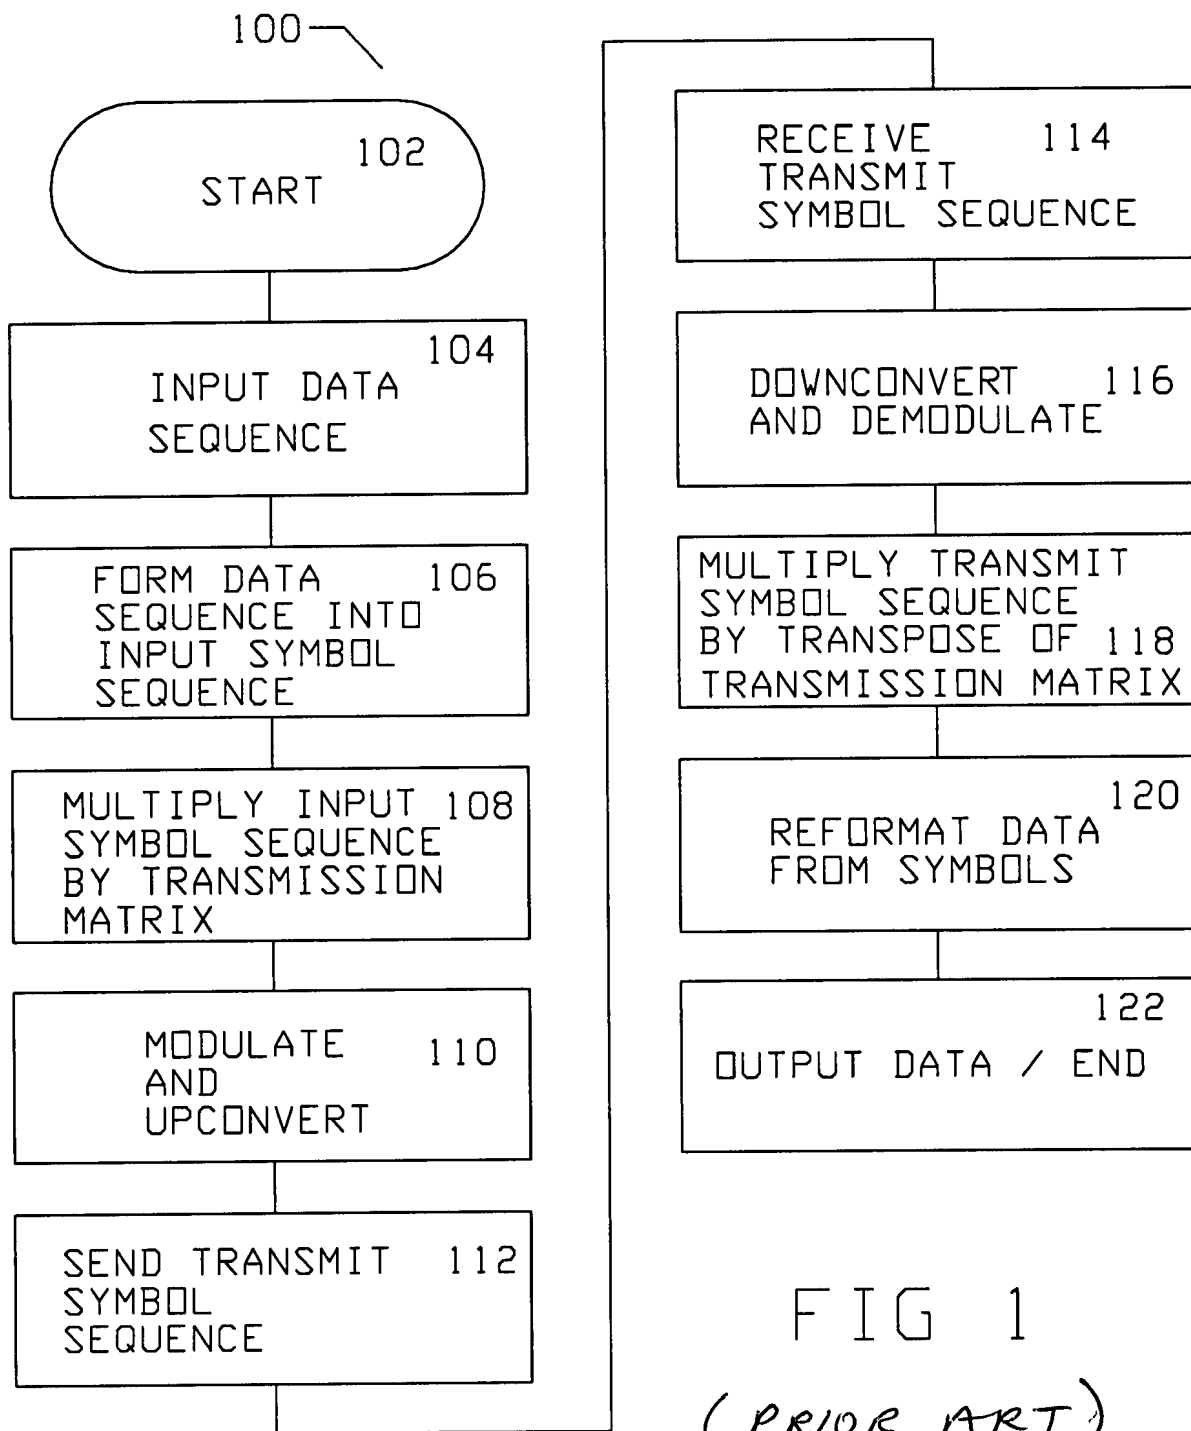 100
102
START
104
INPUT DATA
SEQUENCE
FORM DATA 106
SEQUENCE INTO
INPUT SYMBOL
SEQUENCE
MULTIPLY INPUT 108
SYMBOL SEQUENCE
BY TRANSMISSION
MATRIX
MODULATE 110
AND
UPCONVERT
SEND TRANSMIT 112
SYMBOL
SEQUENCE
RECEIVE 114
TRANSMIT
SYMBOL SEQUENCE
DOWNCONVERT 116
AND DEMODULATE
MULTIPLY TRANSMIT
SYMBOL SEQUENCE
BY TRANSPOSE OF 118
TRANSMISSION MATRIX
120
REFORMAT DATA
FROM SYMBOLS
122
OUTPUT DATA / END
FIG 1
(PRIOR ART)